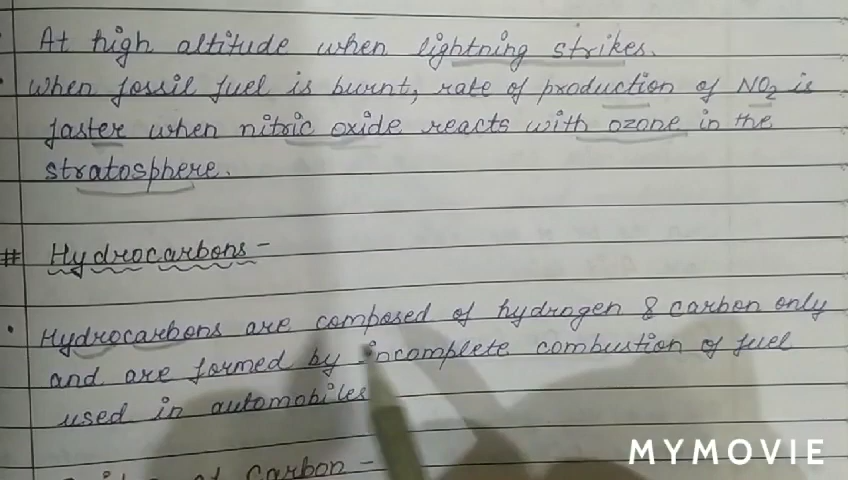 At high altitude when lightning strikes.
When fossil fuel is burnt, rate of production of NO2 is
faster when nitric oxide reacts with ozone in the
stratosphere.
# Hydrocarbons -
• Hydrocarbons are composed of hydrogen & carbon only
and are formed by incomplete combustion of fuel
used in automobiles
of carbon -
MYMOVIE